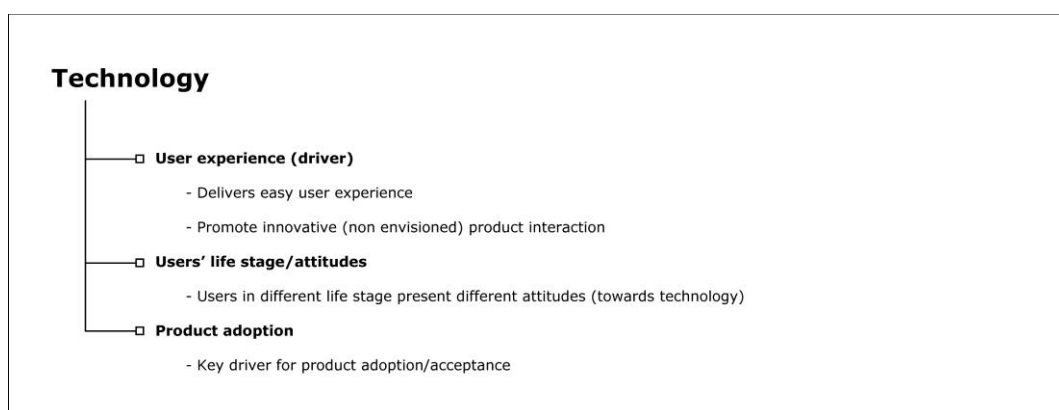 Technology
User experience (driver)
- Delivers easy user experience
- Promote innovative (non envisioned) product interaction
Users’ life stage/attitudes
- Users in different life stage present different attitudes (towards technology)
Product adoption
- Key driver for product adoption/acceptance